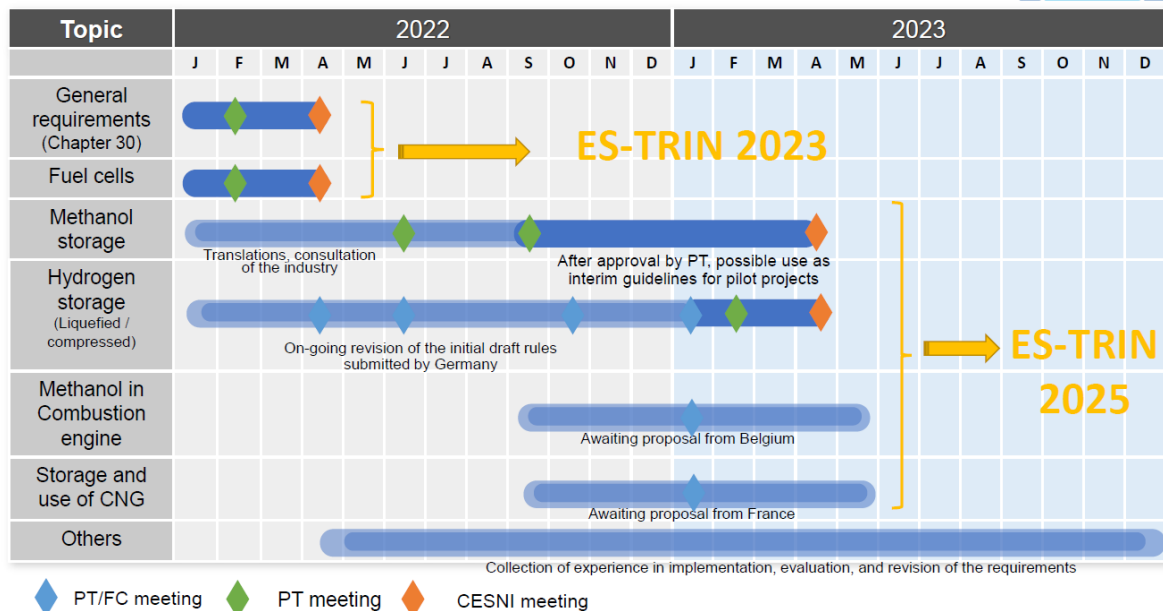 Topic 2022 2023
J F M A M J J A S O N D J F M A M J J A S O N D
General
requirements
(Chapter 30)
ES-TRIN 2023
Fuel cells
Methanol
storage
Translations, consultation
of the industry
After approval by PT, possible use as
interim guidelines for pilot projects
Hydrogen
storage
(Liquefied /
compressed)
On-going revision of the initial draft rules
submitted by Germany
ES-TRIN
2025
Methanol in
Combustion
engine
Awaiting proposal from Belgium
Storage and
use of CNG
Awaiting proposal from France
Others
Collection of experience in implementation, evaluation, and revision of the requirements
PT/FC meeting PT meeting CESNI meeting